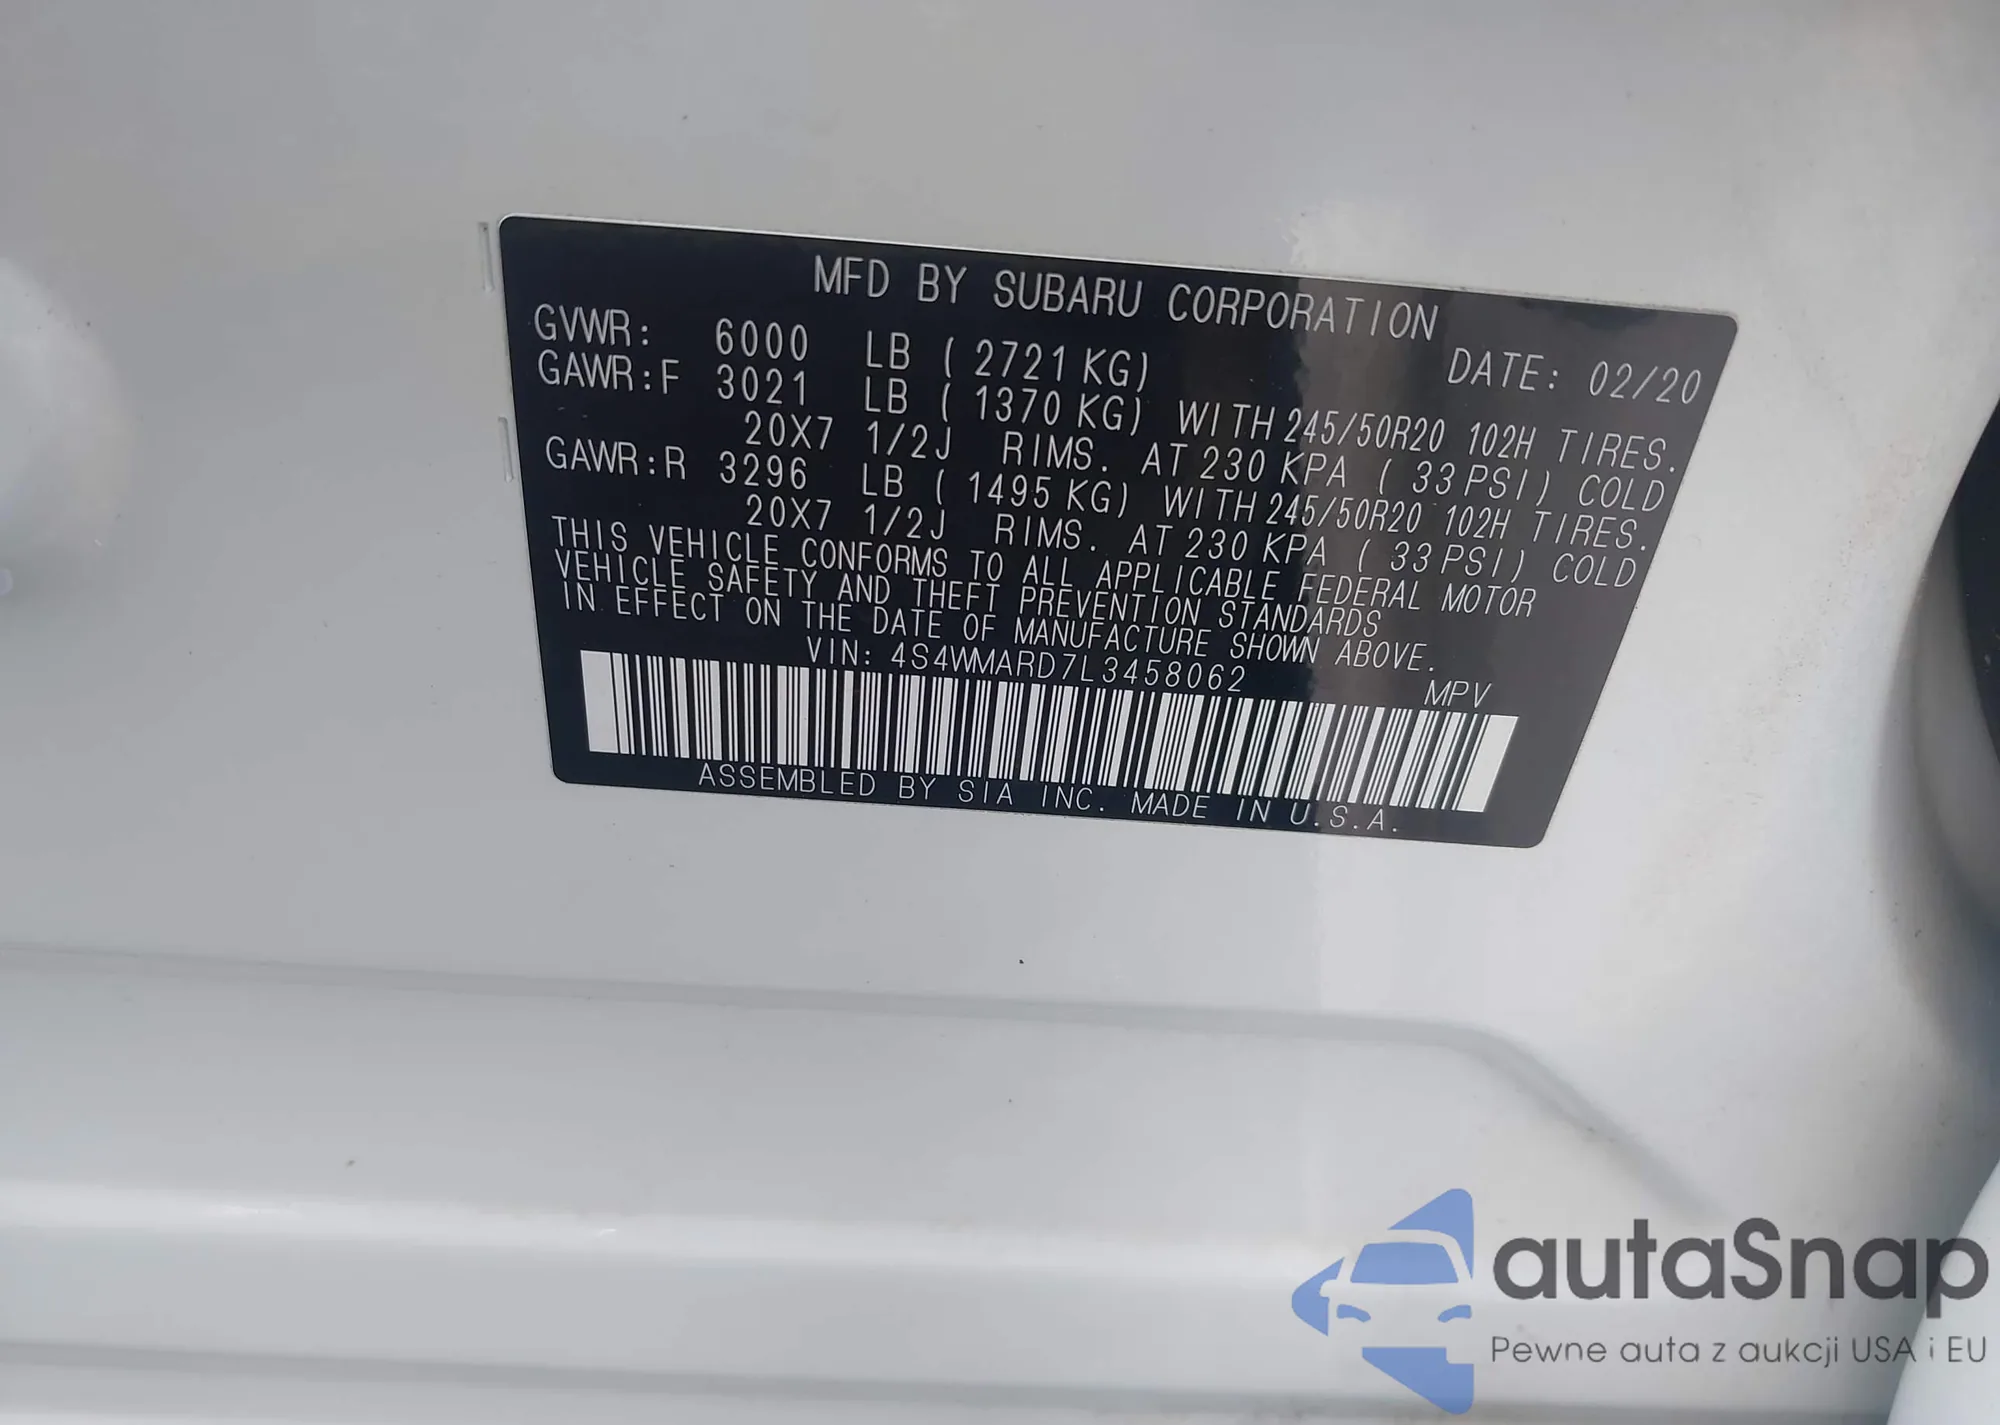 MFD BY SUBARU CORPORATION
GVWR: 6000 LB ( 2721 KG) DATE: 02/20
GAWR:F 3021 LB ( 1370 KG) WITH 245/50R20 102H TIRES.
20X7 1/2J RIMS. AT 230 KPA ( 33 PSI) COLD
GAWR:R 3296 LB ( 1495 KG) WITH 245/50R20 102H TIRES.
20X7 1/2J RIMS. AT 230 KPA ( 33 PSI) COLD
THIS VEHICLE CONFORMS TO ALL APPLICABLE FEDERAL MOTOR
VEHICLE SAFETY AND THEFT PREVENTION STANDARDS
IN EFFECT ON THE DATE OF MANUFACTURE SHOWN ABOVE.
VIN: 4S4WMARD7L3458062 MPV
ASSEMBLED BY SIA INC. MADE IN U.S.A.
autaSnap
Pewne auta z aukcji USA i EU